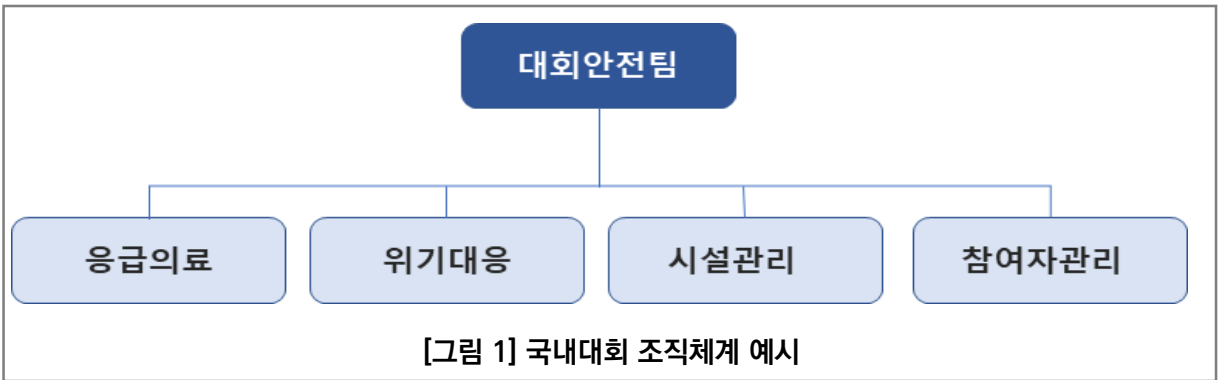 대회안전팀
응급의료
위기대응
시설관리
참여자관리
[그림 1] 국내대회 조직체계 예시